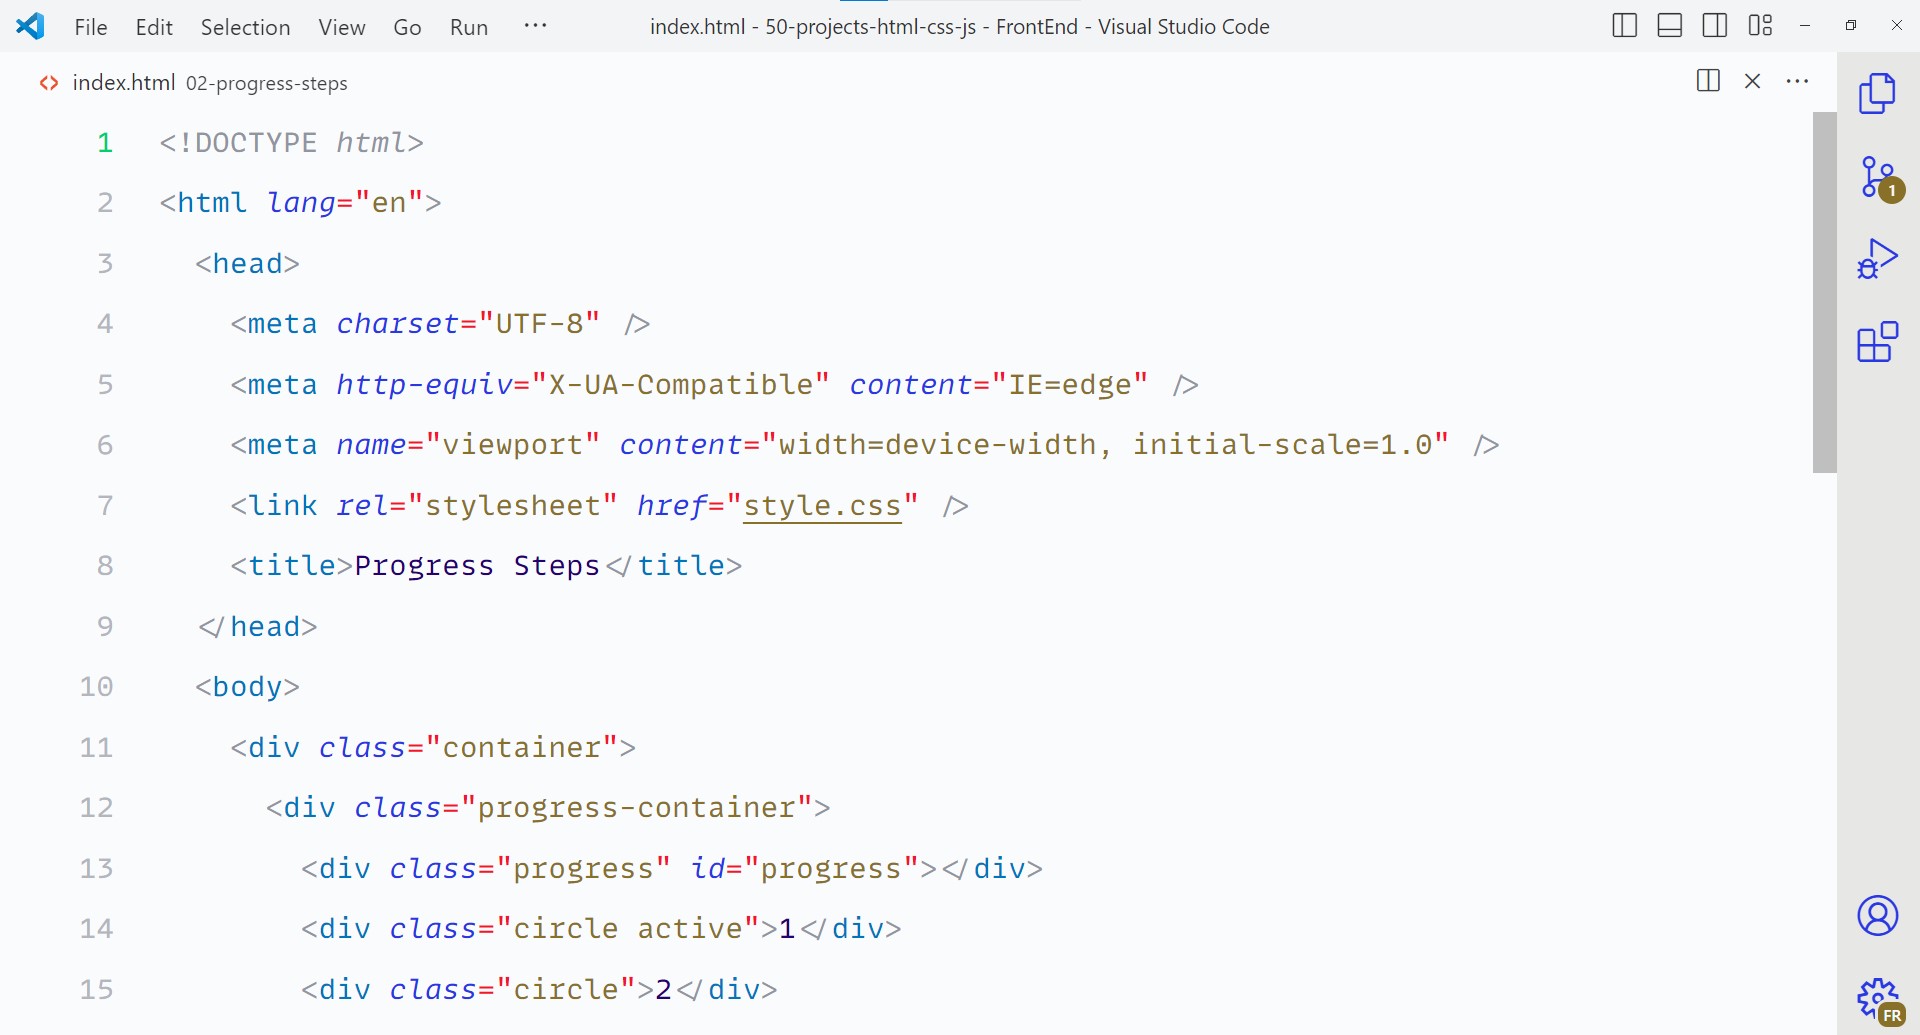 File Edit Selection View Go Run ··· index.html - 50-projects-html-css-js - FrontEnd - Visual Studio Code
index.html 02-progress-steps
1 <!DOCTYPE html>
2 <html lang="en">
3 <head>
4 <meta charset="UTF-8" />
5 <meta http-equiv="X-UA-Compatible" content="IE=edge" />
6 <meta name="viewport" content="width=device-width, initial-scale=1.0" />
7 <link rel="stylesheet" href="style.css" />
8 <title>Progress Steps</title>
9 </head>
10 <body>
11 <div class="container">
12 <div class="progress-container">
13 <div class="progress" id="progress"></div>
14 <div class="circle active">1</div>
15 <div class="circle">2</div>
1
FR